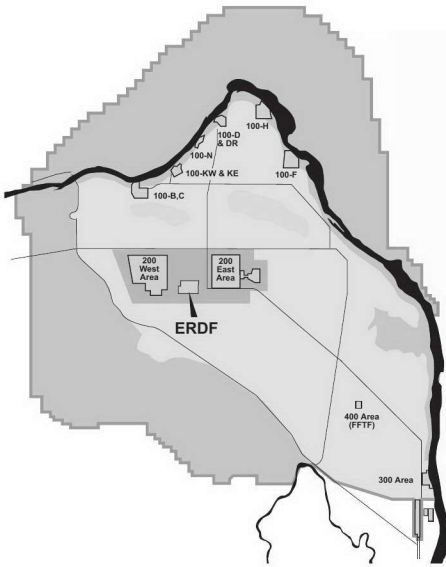 100-H
100-D
& DR
100-N
100-F
100-KW & KE
100-B,C
200
West
Area
200
East
Area
ERDF
400 Area
(FFTF)
300 Area